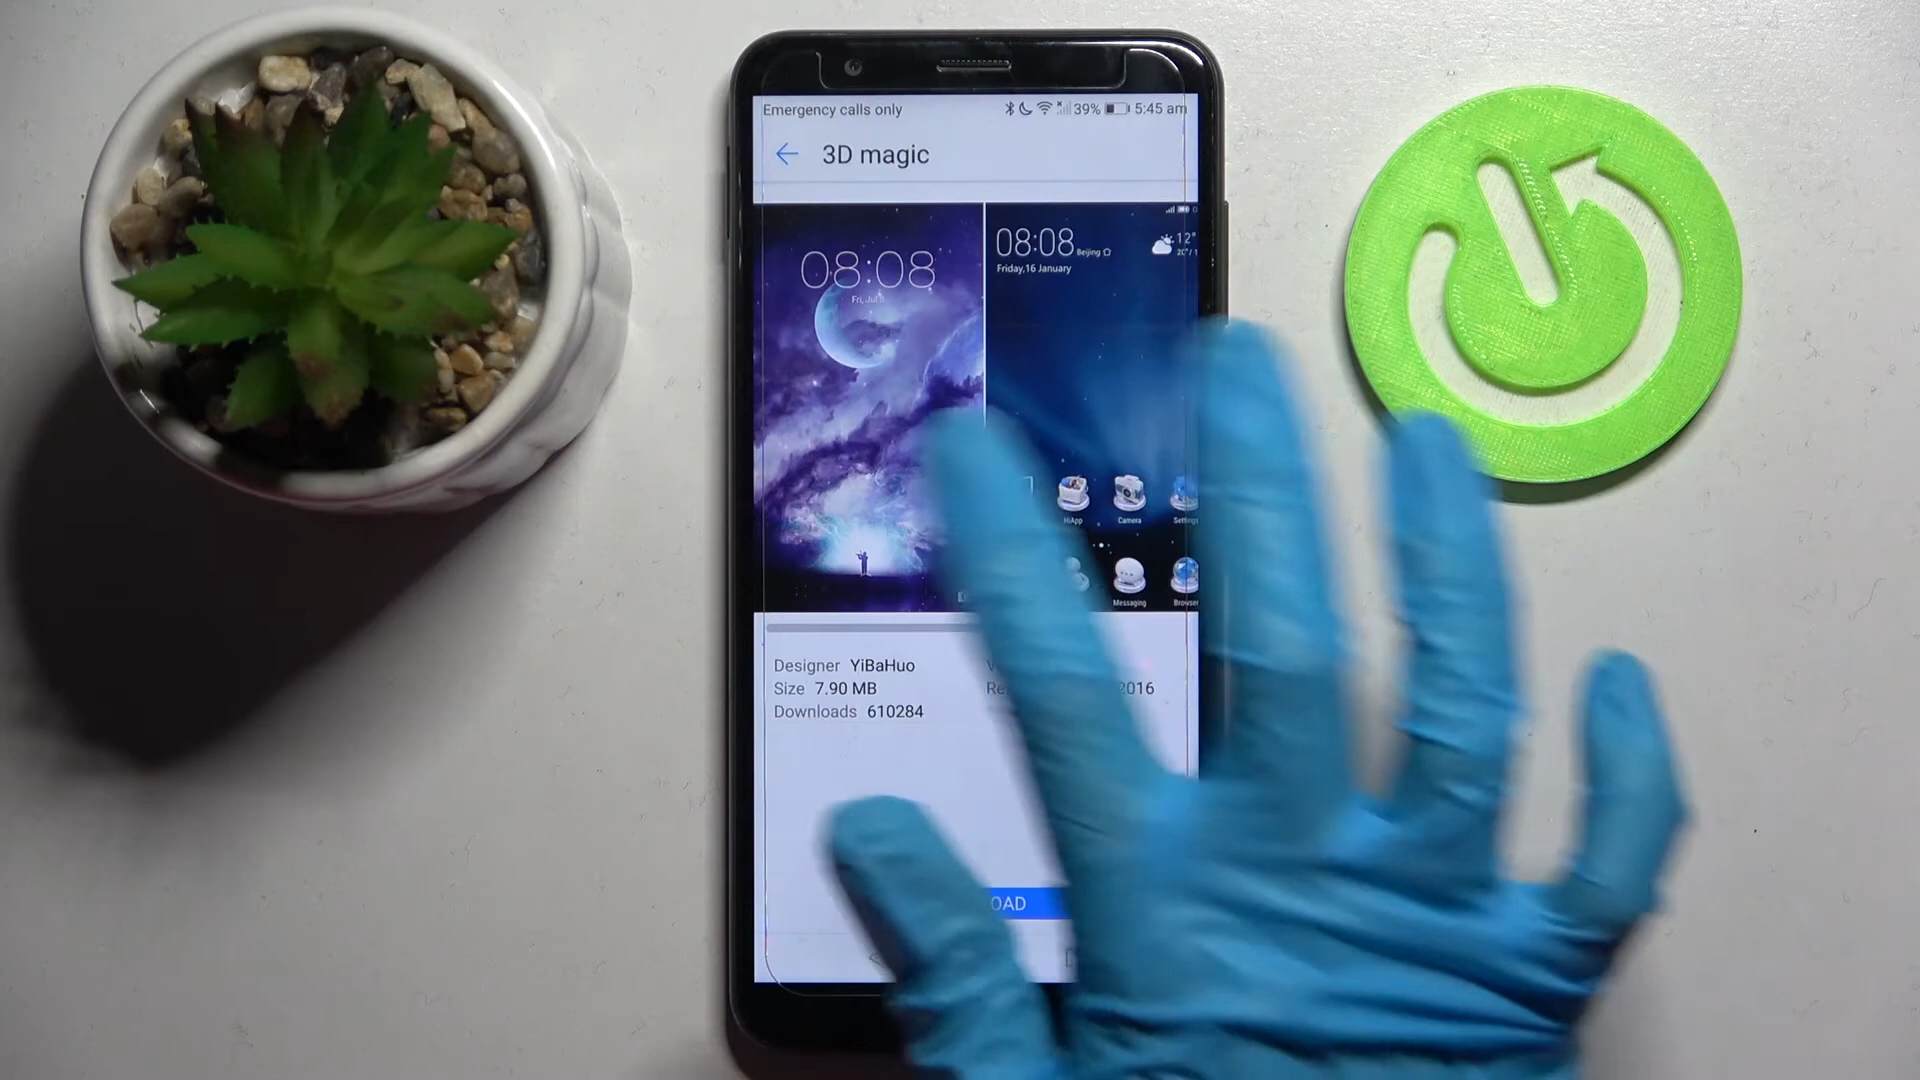 Emergency calls only 39% 5:45 am
3D magic
08:08
08:08 Beijing
Friday,16 January
12°
HiApp Camera Settings
Messaging Browser
Designer YiBaHuo
Size 7.90 MB 2016
Downloads 610284
OAD